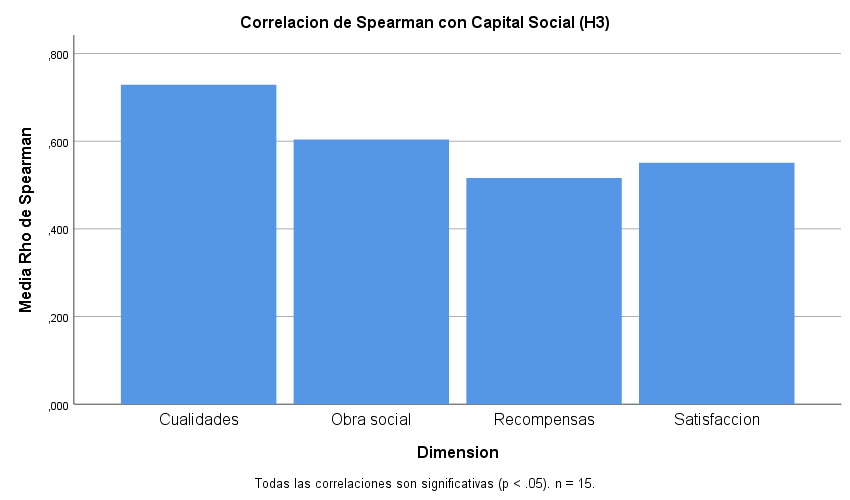 Correlacion de Spearman con Capital Social (H3)
Media Rho de Spearman
,800
,600
,400
,200
,000
Cualidades
Obra social
Recompensas
Satisfaccion
Dimension
Todas las correlaciones son significativas (p < .05). n = 15.